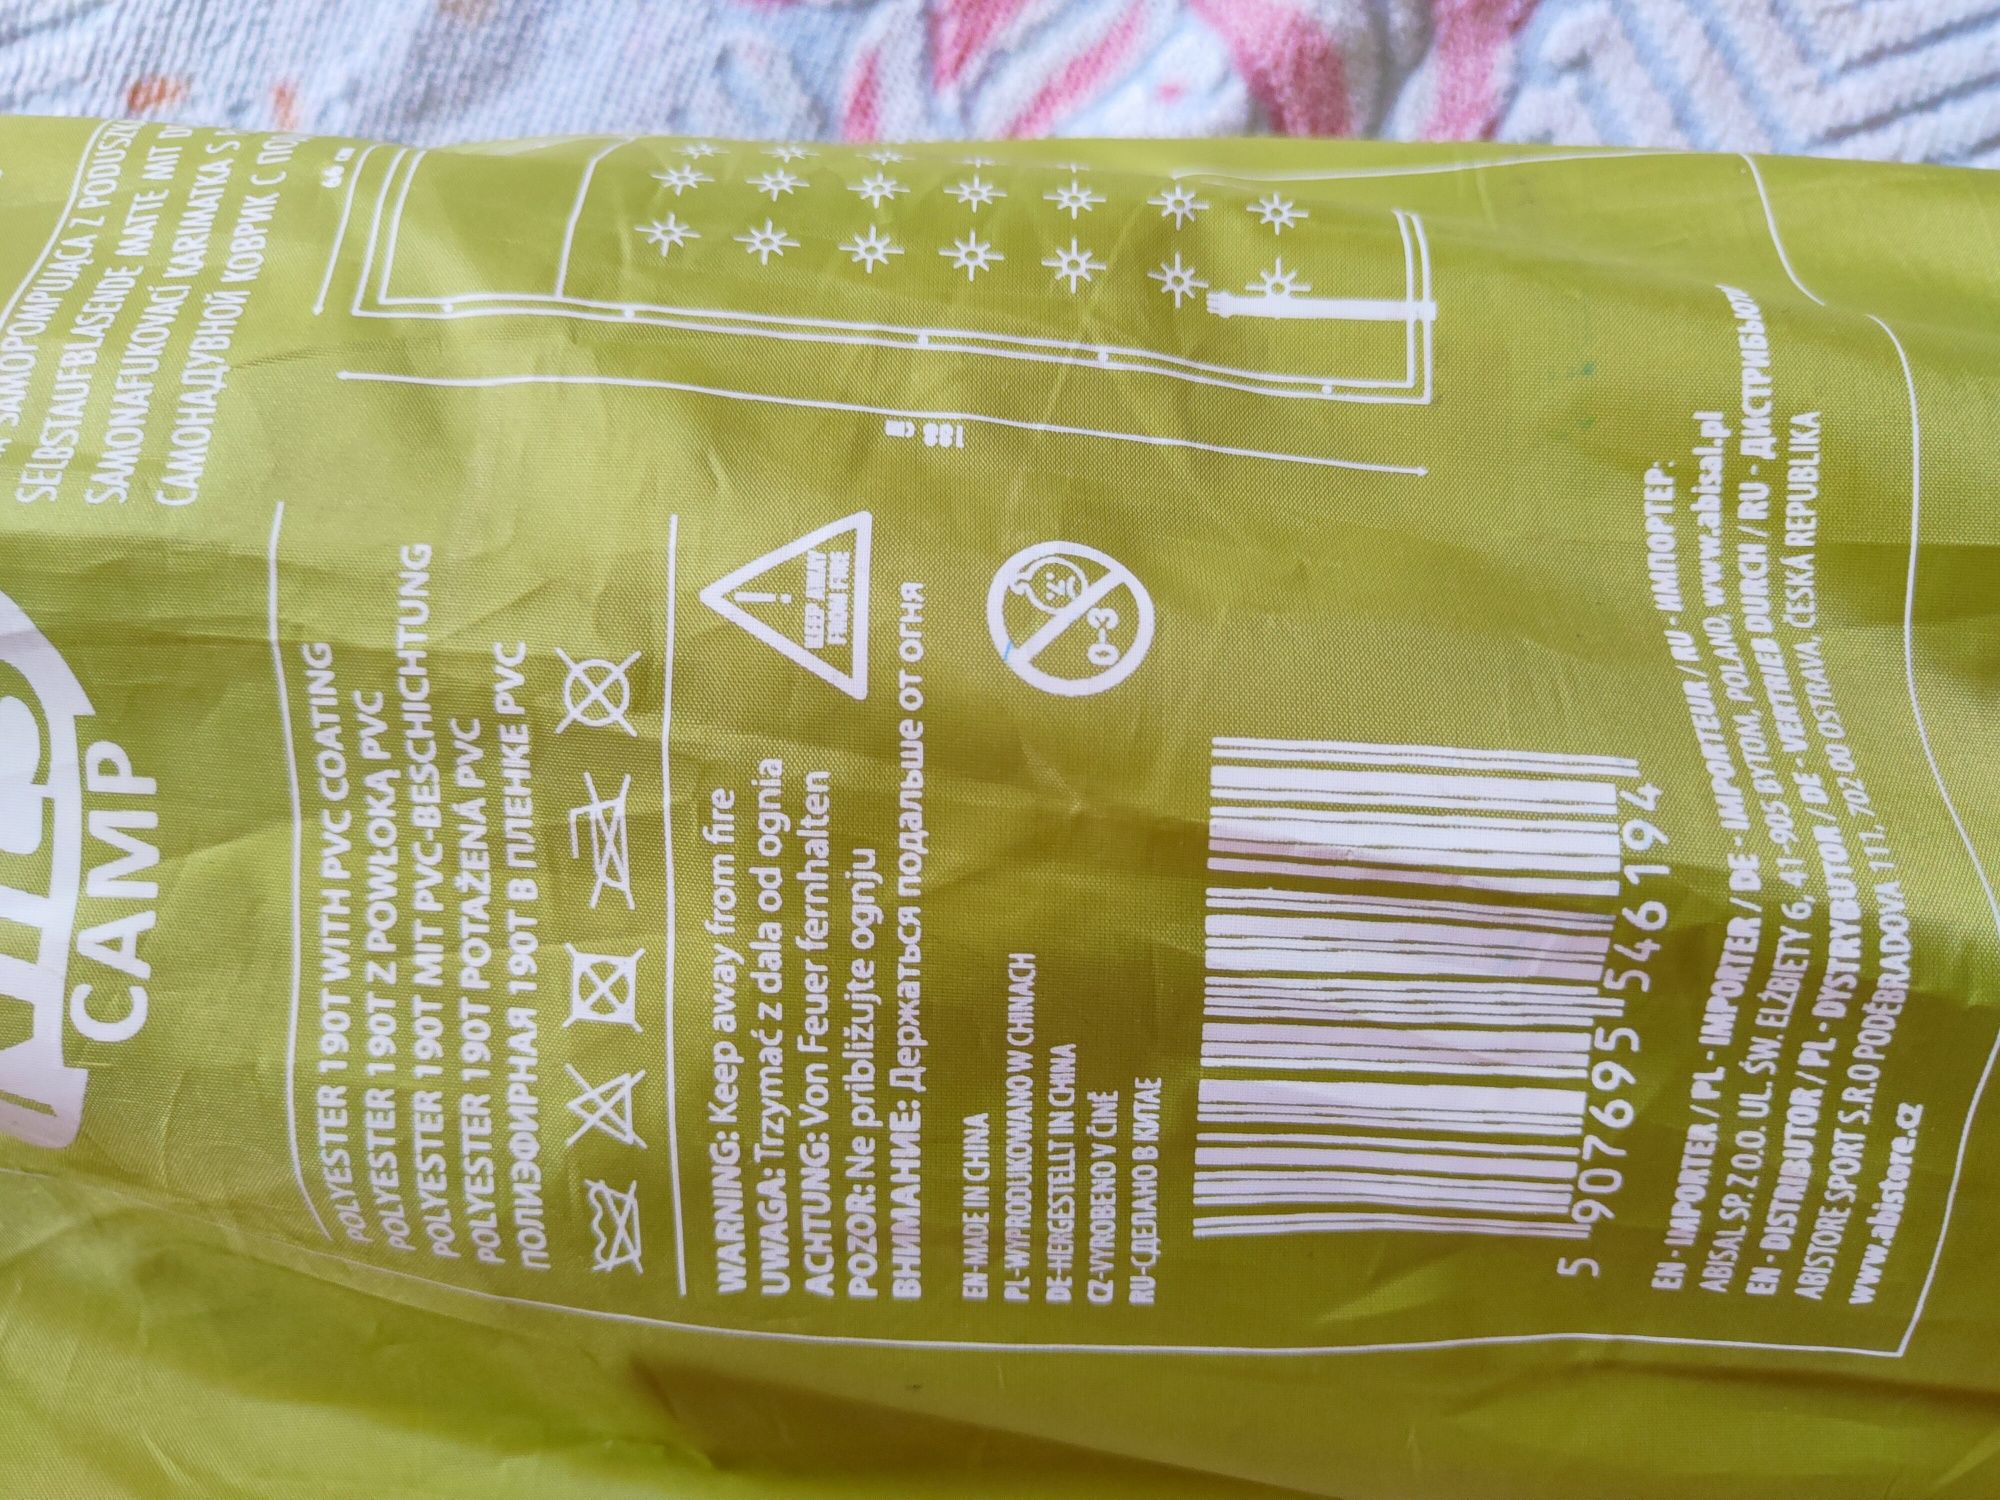 SAMOPOMPUJĄCA Z
SELBSTAUFBLASENDE MATTE MIT
SAMONAFUKOVACÍ KARIMATKA S
САМОНАДУВНОЙ КОВРИК С
66 cm
188 cm
CAMP
POLYESTER 190T WITH PVC COATING
POLYESTER 190T Z POWŁOKĄ PVC
POLYESTER 190T MIT PVC-BESCHICHTUNG
POLYESTER 190T POTAŽENÁ PVC
ПОЛИЭФИРНАЯ 190T В ПЛЕНКЕ PVC
WARNING: Keep away from fire
UWAGA: Trzymać z dala od ognia
ACHTUNG: Von Feuer fernhalten
POZOR: Ne približujte ognju
ВНИМАНИЕ: Держаться подальше от огня
!
KEEP AWAY
FROM FIRE
EN-MADE IN CHINA
PL-WYPRODUKOWANO W CHINACH
DE-HERGESTELLT IN CHINA
CZ-VYROBENO V ČINĚ
RU-СДЕЛАНО В КИТАЕ
0-3
5 907695 546194
EN - IMPORTER / PL - IMPORTER / DE - IMPORTEUR / RU - ИМПОРТЕР:
ABISAL SP. Z O.O. UL. ŚW. ELŻBIETY 6, 41-905 BYTOM, POLAND, www.abisal.pl
EN - DISTRIBUTOR / PL - DYSTRYBUTOR / DE - VERTRIEB DURCH / RU -
ABISTORE SPORT S.R.O PODĚBRADOVA 111, 702 00 OSTRAVA, ČESKÁ REPUBLIKA
www.abistore.cz